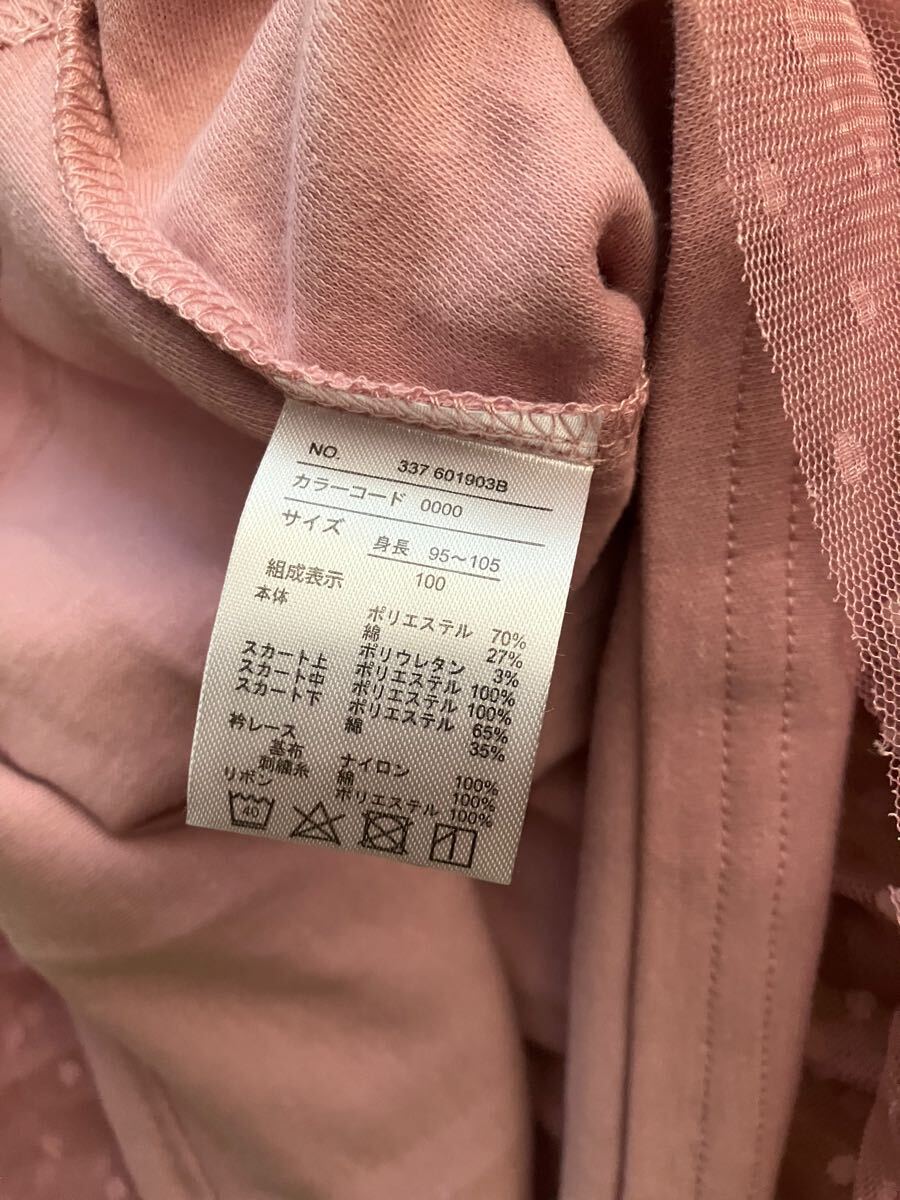 NO. 337 601903B
カラーコード 0000
サイズ
身長 95～105
100
組成表示
本体 ポリエステル 70%
綿 27%
ポリウレタン 3%
スカート上 ポリエステル 100%
スカート中 ポリエステル 100%
スカート下 ポリエステル 65%
綿 35%
衿レース
基布 ナイロン 100%
刺繍糸 綿 100%
リボン ポリエステル 100%
40